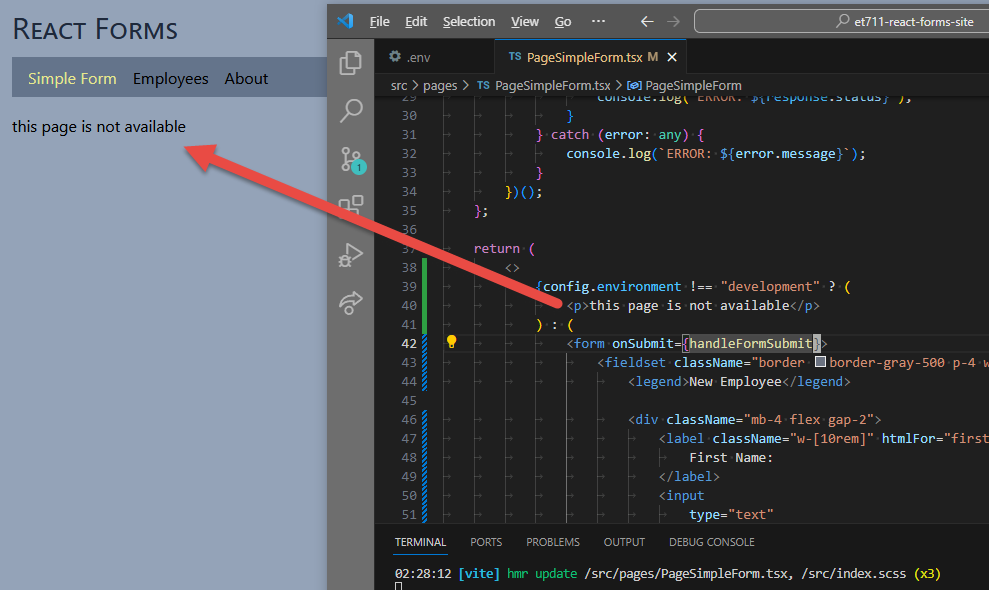 React Forms
Simple Form Employees About
this page is not available
File Edit Selection View Go ··· et711-react-forms-site
.env TS PageSimpleForm.tsx M
src > pages > TS PageSimpleForm.tsx > PageSimpleForm
29 console.log(`ERROR: ${response.status}`);
30 }
31 } catch (error: any) {
32 console.log(`ERROR: ${error.message}`);
33 }
34 })();
35 };
36
37 return (
38 <>
39 {config.environment !== "development" ? (
40 <p>this page is not available</p>
41 ) : (
42 <form onSubmit={handleFormSubmit}>
43 <fieldset className="border border-gray-500 p-4 w
44 <legend>New Employee</legend>
45
46 <div className="mb-4 flex gap-2">
47 <label className="w-[10rem]" htmlFor="first
48 First Name:
49 </label>
50 <input
51 type="text"
1
TERMINAL PORTS PROBLEMS OUTPUT DEBUG CONSOLE
02:28:12 [vite] hmr update /src/pages/PageSimpleForm.tsx, /src/index.scss (x3)